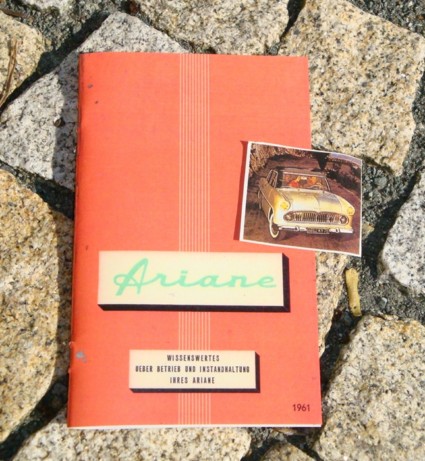 Ariane
WISSENSWERTES
UEBER BETRIEB UND INSTANDHALTUNG
IHRES ARIANE
1961